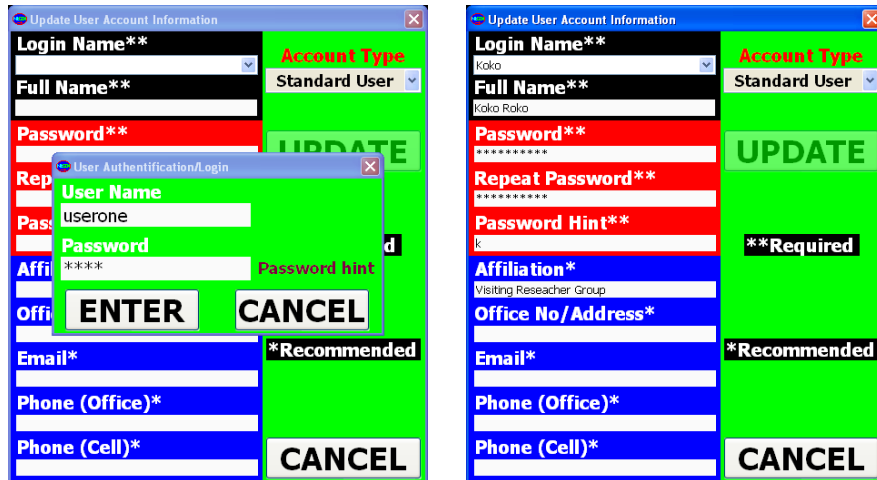 Update User Account Information
Login Name**
Account Type
Standard User
Full Name**
Password**
UPDATE
User Authentification/Login
User Name
userone
Password
****
Password hint
ENTER
CANCEL
*Recommended
Email*
Phone (Office)*
Phone (Cell)*
CANCEL
Update User Account Information
Login Name**
Koko
Account Type
Standard User
Full Name**
Koko Roko
Password**
**********
UPDATE
Repeat Password**
**********
Password Hint**
k
**Required
Affiliation*
Visiting Reseacher Group
Office No/Address*
*Recommended
Email*
Phone (Office)*
Phone (Cell)*
CANCEL